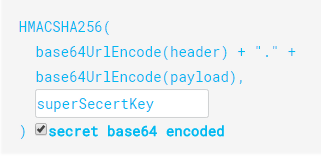 HMACSHA256(
base64UrlEncode(header) + "." +
base64UrlEncode(payload),
superSecertKey
) secret base64 encoded